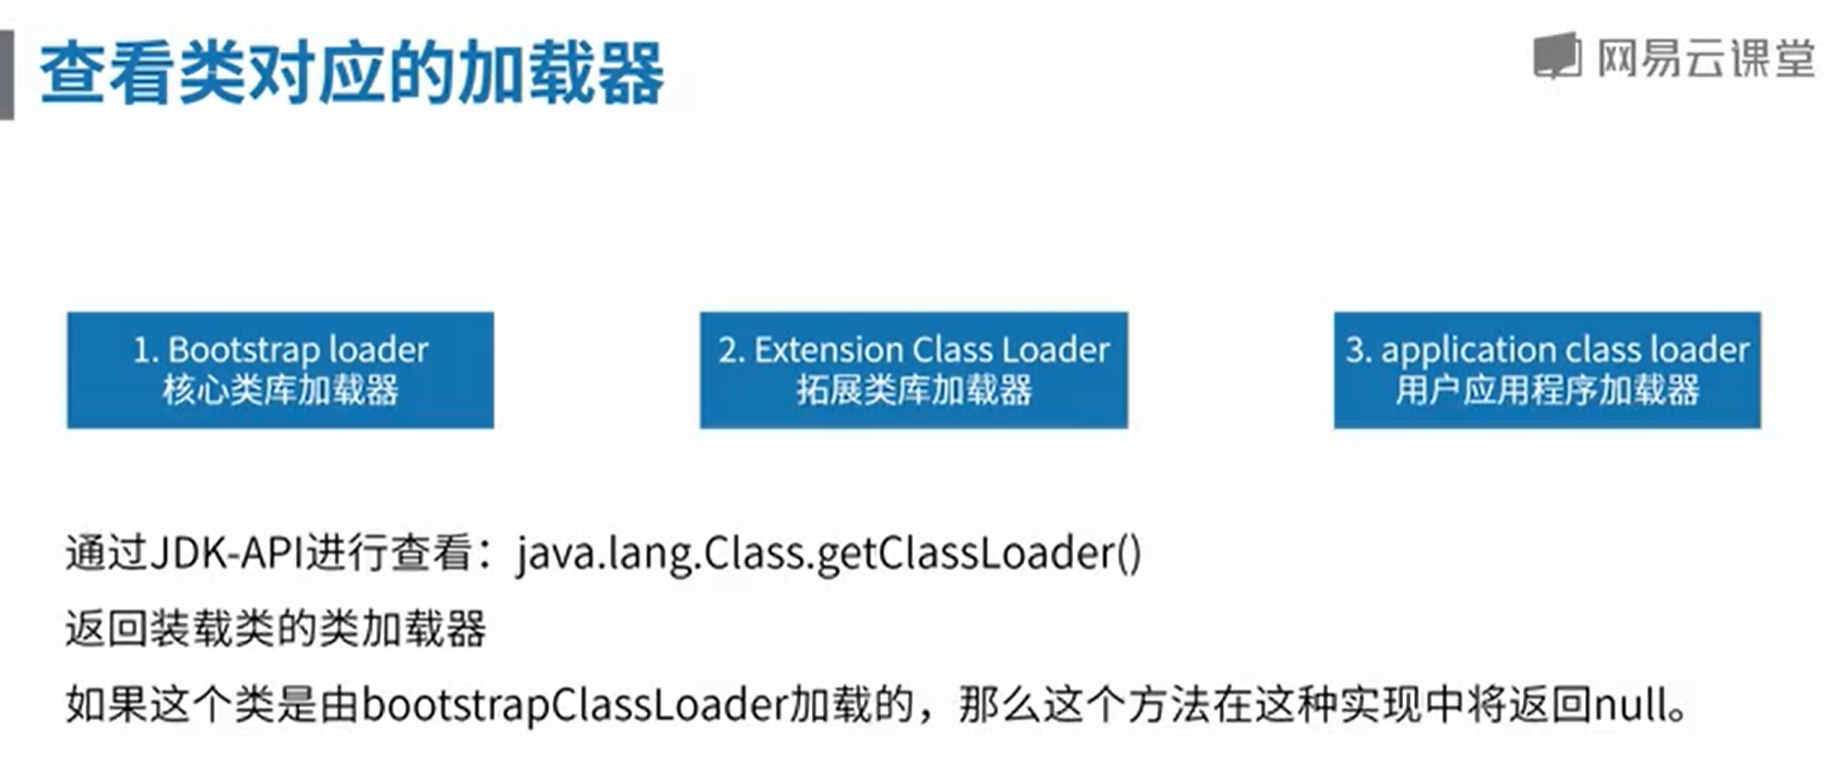 查看类对应的加载器
网易云课堂
1. Bootstrap loader
核心类库加载器
2. Extension Class Loader
拓展类库加载器
3. application class loader
用户应用程序加载器
通过JDK-API进行查看：java.lang.Class.getClassLoader()
返回装载类的类加载器
如果这个类是由bootstrapClassLoader加载的，那么这个方法在这种实现中将返回null。